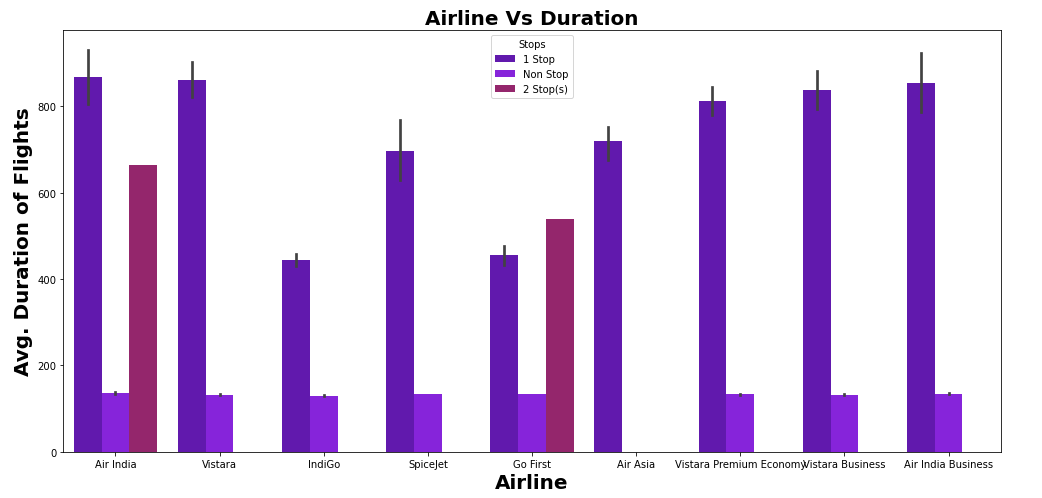 Airline Vs Duration
Stops
1 Stop
Non Stop
2 Stop(s)
Avg. Duration of Flights
800
600
400
200
0
Air India Vistara IndiGo SpiceJet Go First Air Asia Vistara Premium Economy Vistara Business Air India Business
Airline